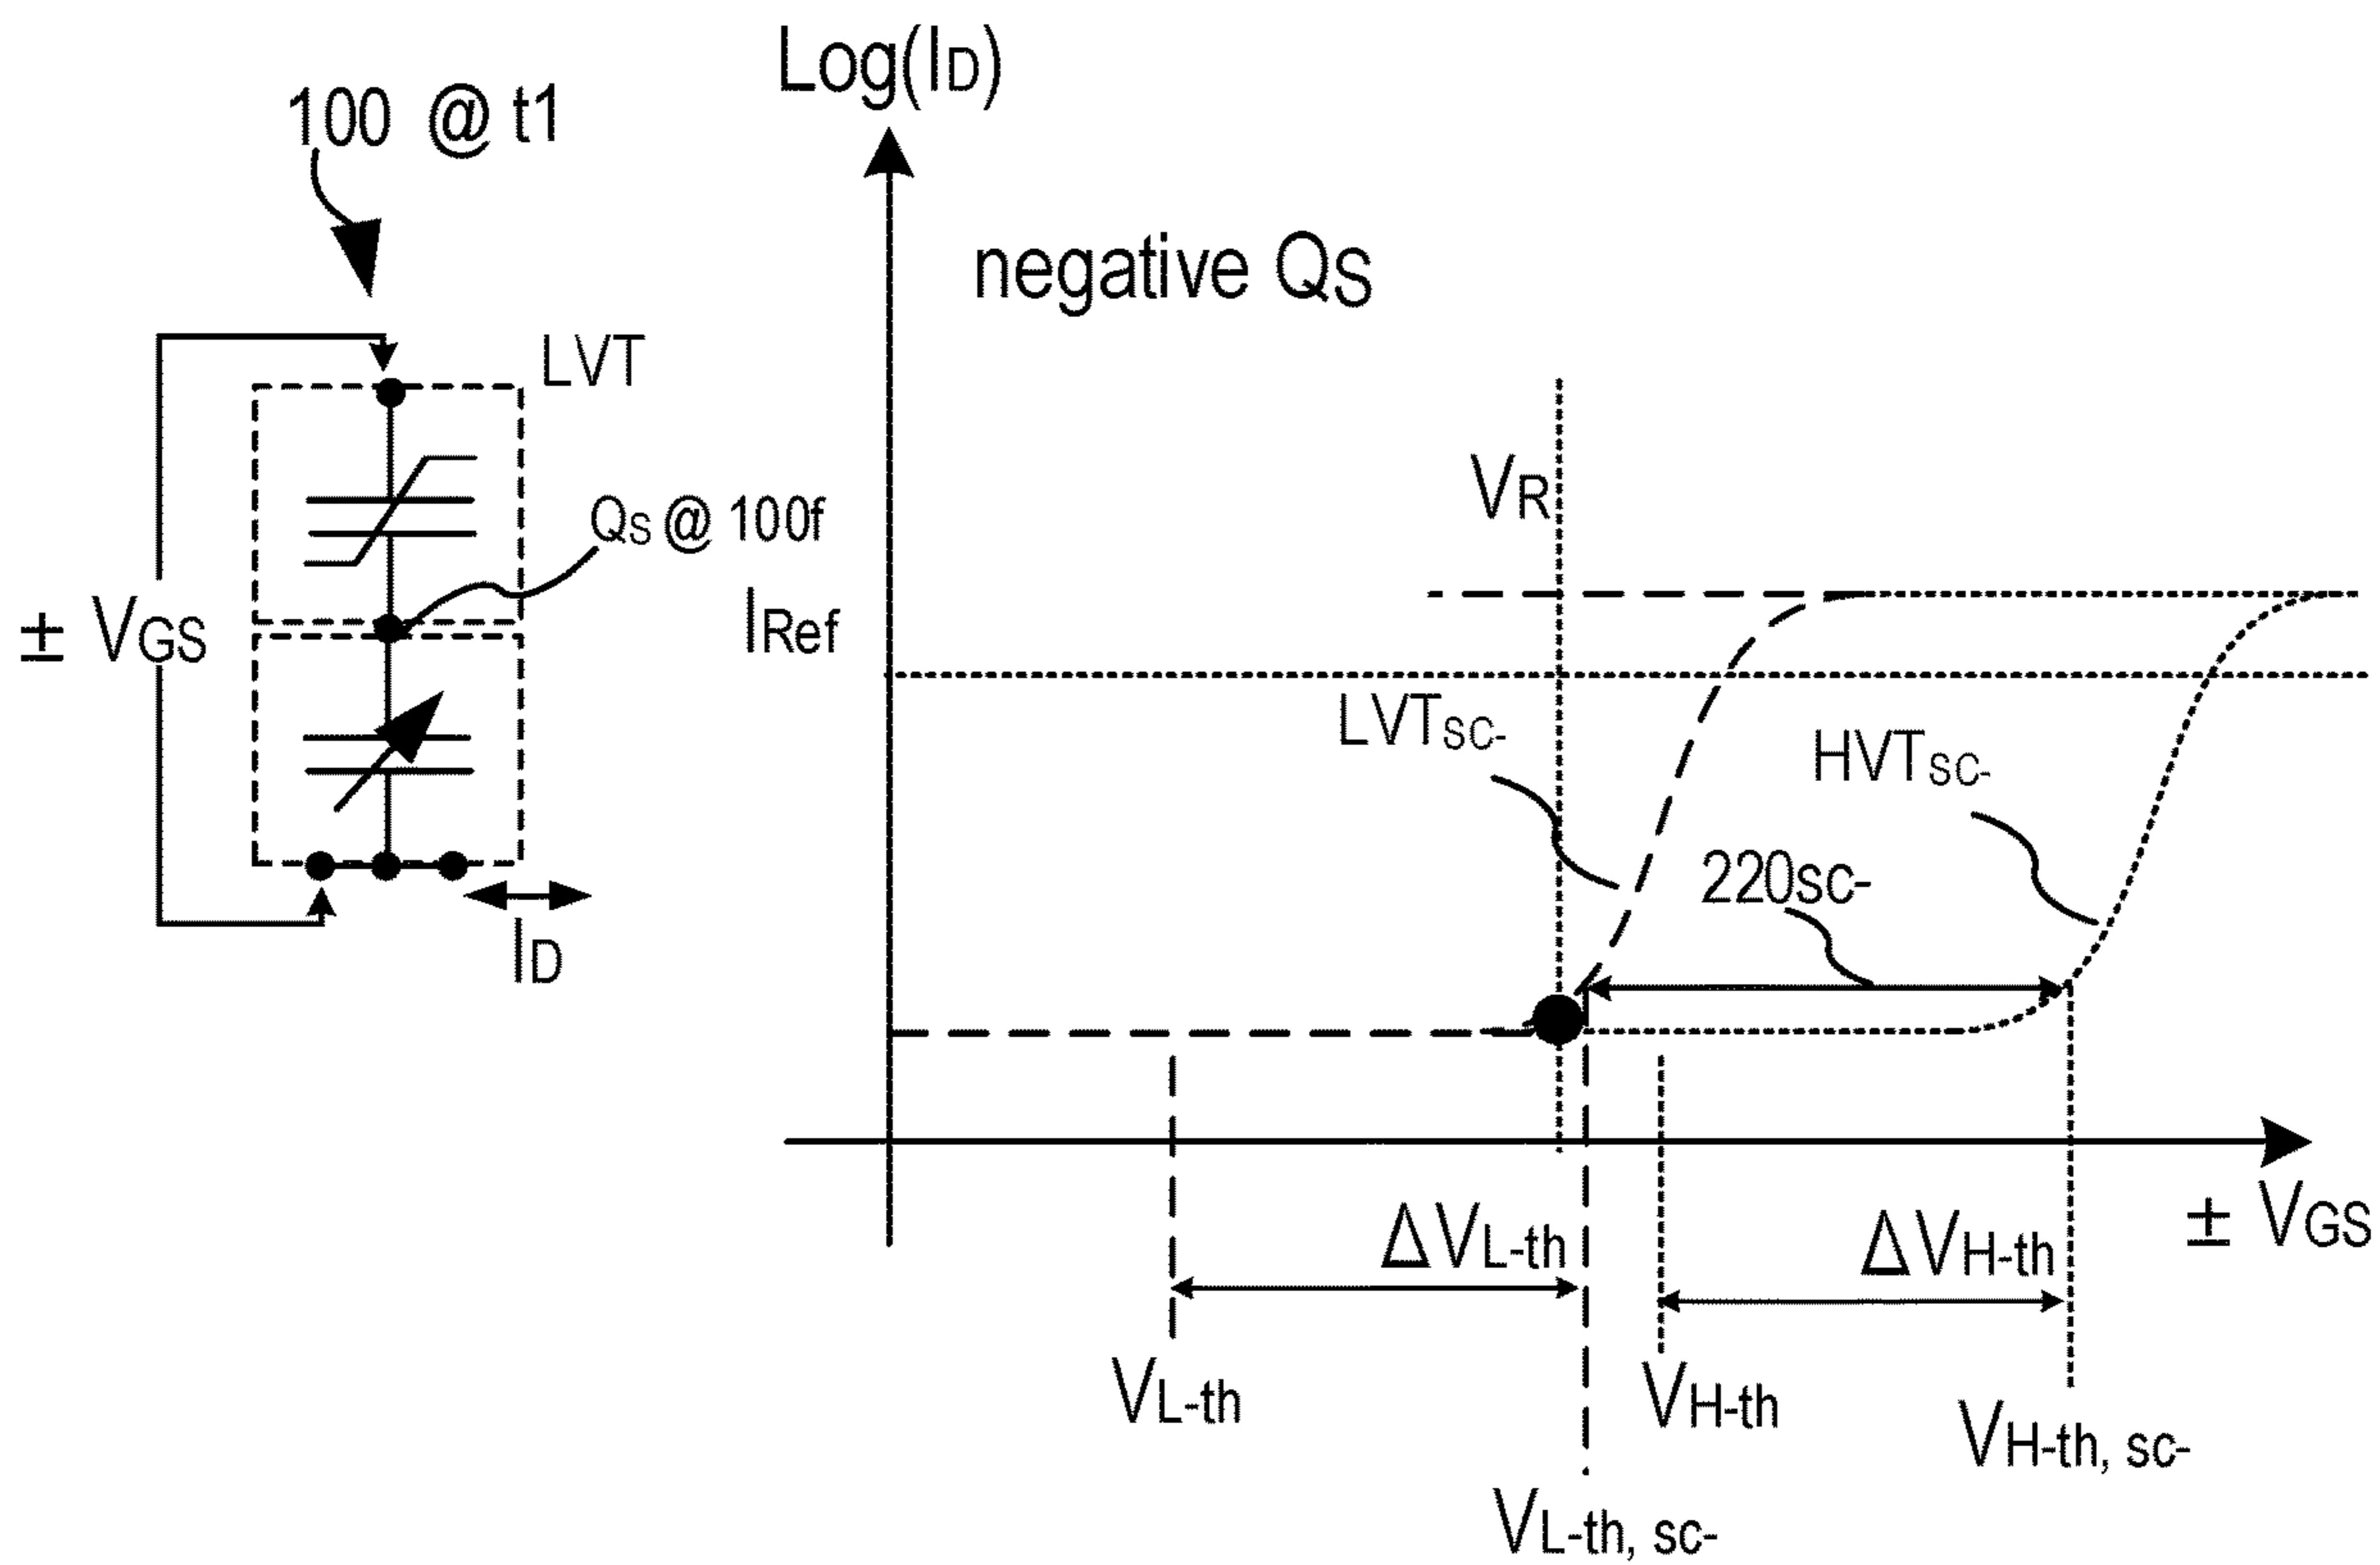 100 @ t1
LVT
QS @ 100f
± VGS
ID
Log(ID)
negative QS
VR
IRef
LVTSC-
HVTSC-
220sc-
± VGS
ΔVL-th
ΔVH-th
VL-th
VH-th
VH-th, sc-
VL-th, sc-